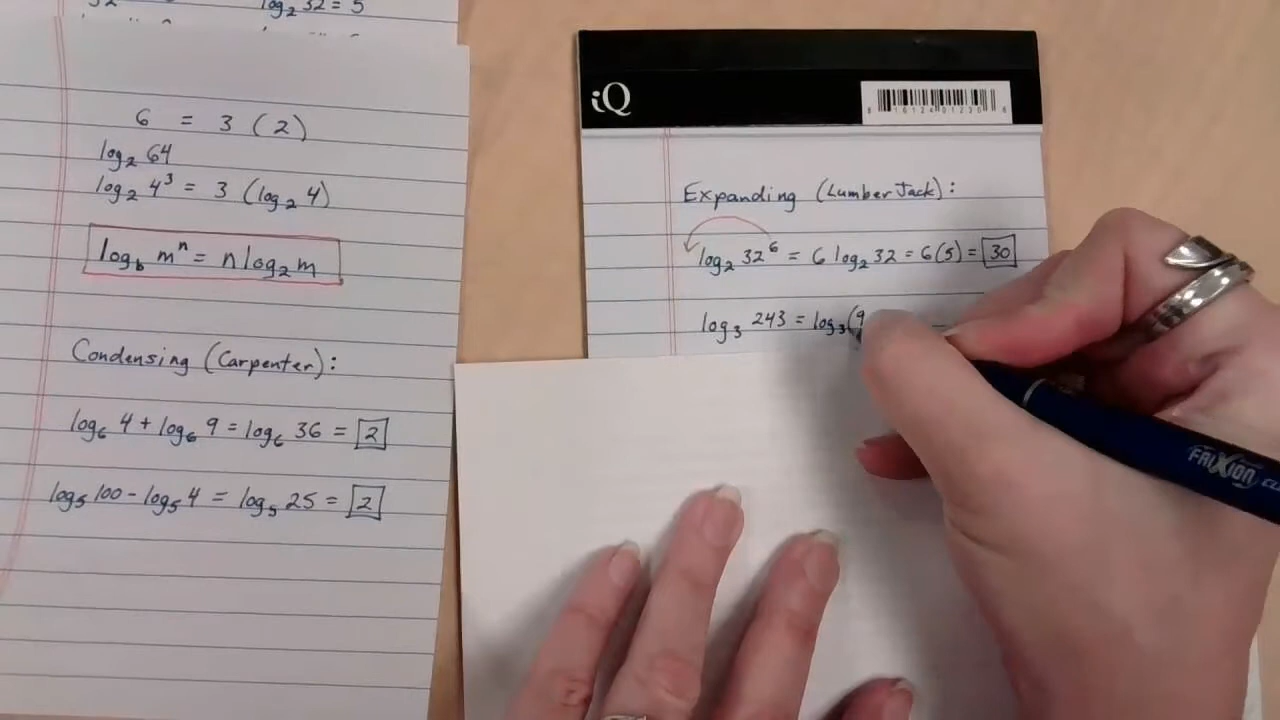 log₂ 32 = 5
6 = 3 (2)
log₂ 64
log₂ 4³ = 3 (log₂ 4)
log_b mⁿ = n log₂ m
Condensing (Carpenter):
log₆ 4 + log₆ 9 = log₆ 36 = 2
log₅ 100 - log₅ 4 = log₅ 25 = 2
iQ
Expanding (Lumber Jack):
log₂ 32⁶ = 6 log₂ 32 = 6(5) = 30
log₃ 243 = log₃(9
FRIXION